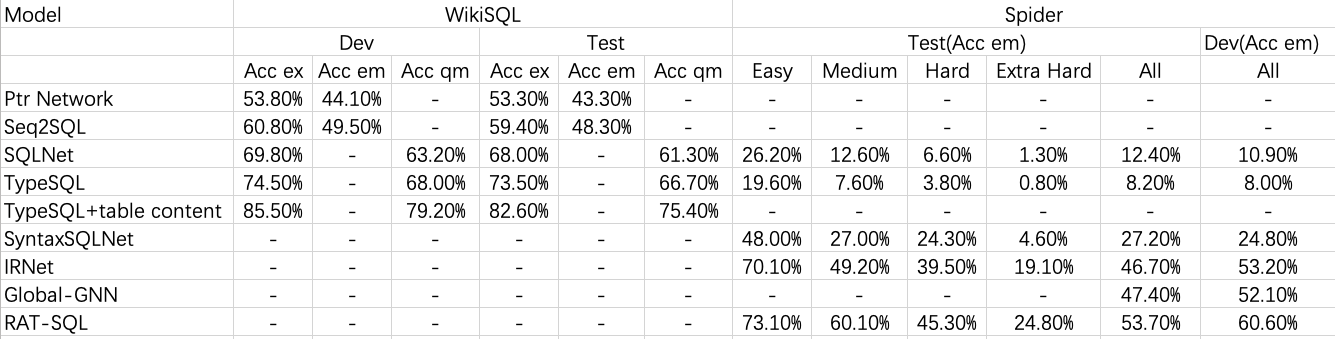 Model WikiSQL Spider
Dev Test Test(Acc em) Dev(Acc em)
Acc ex Acc em Acc qm Acc ex Acc em Acc qm Easy Medium Hard Extra Hard All All
Ptr Network 53.80% 44.10% - 53.30% 43.30% - - - - - - -
Seq2SQL 60.80% 49.50% - 59.40% 48.30% - - - - - - -
SQLNet 69.80% - 63.20% 68.00% - 61.30% 26.20% 12.60% 6.60% 1.30% 12.40% 10.90%
TypeSQL 74.50% - 68.00% 73.50% - 66.70% 19.60% 7.60% 3.80% 0.80% 8.20% 8.00%
TypeSQL+table content 85.50% - 79.20% 82.60% - 75.40% - - - - - -
SyntaxSQLNet - - - - - - 48.00% 27.00% 24.30% 4.60% 27.20% 24.80%
IRNet - - - - - - 70.10% 49.20% 39.50% 19.10% 46.70% 53.20%
Global-GNN - - - - - - - - - - 47.40% 52.10%
RAT-SQL - - - - - - 73.10% 60.10% 45.30% 24.80% 53.70% 60.60%